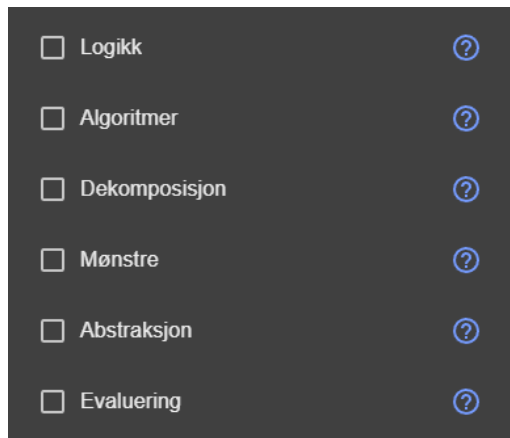 Logikk
Algoritmer
Dekomposisjon
Mønstre
Abstraksjon
Evaluering